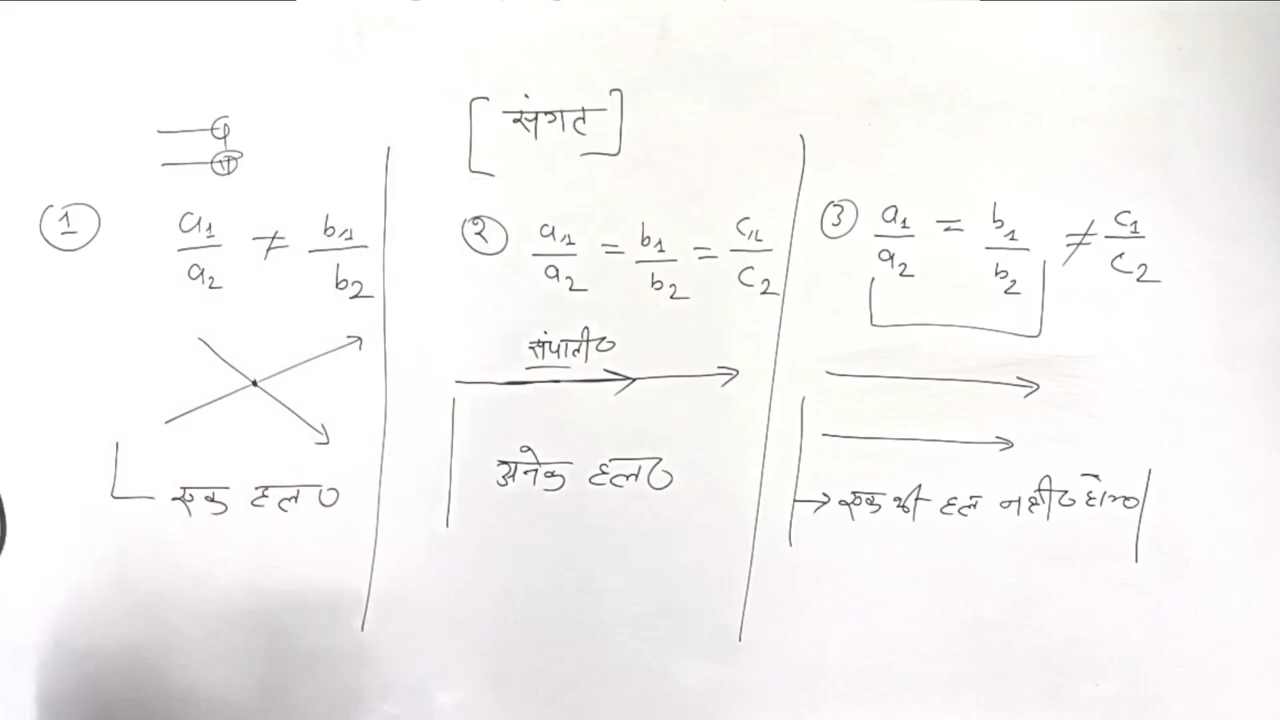 [संगत]
① a₁/a₂ ≠ b₁/b₂
एक हल
② a₁/a₂ = b₁/b₂ = c₁/c₂
संपाती
अनेक हल
③ a₁/a₂ = b₁/b₂ ≠ c₁/c₂
एक भी हल नहीं होगा